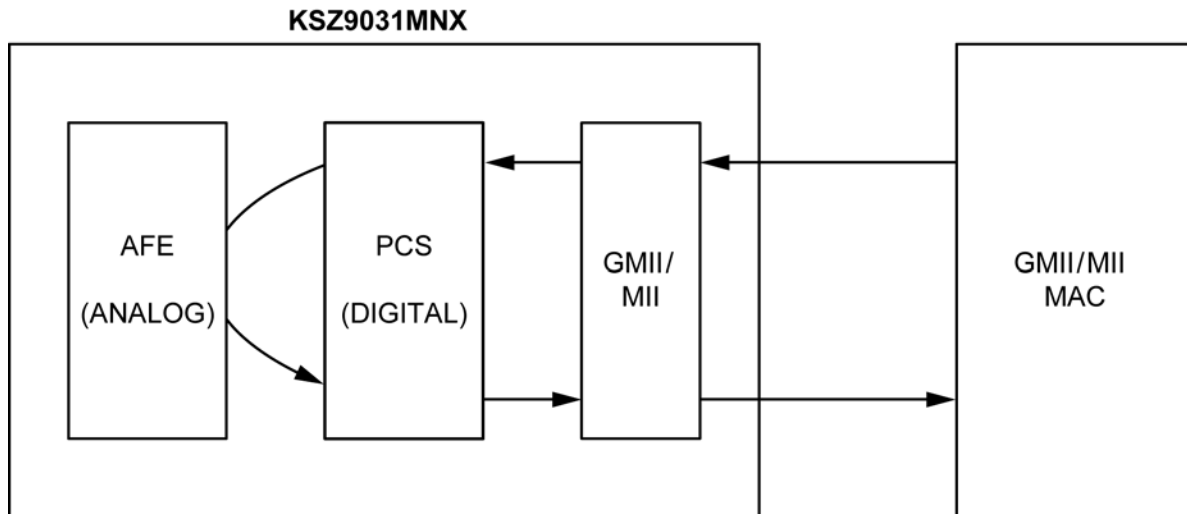 KSZ9031MNX
AFE
(ANALOG)
PCS
(DIGITAL)
GMII/
MII
GMII/MII
MAC